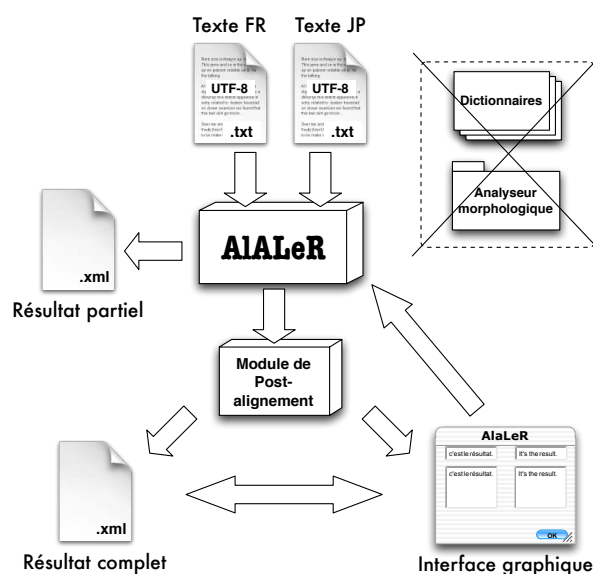 Texte FR Texte JP
UTF-8 UTF-8
.txt .txt
Dictionnaires
Analyseur
morphologique
AlALeR
.xml
Résultat partiel
Module de
Post-
alignement
AlaLeR
c'est le résultat. It's the result.
c'est le résultat. It's the result.
OK
.xml
Résultat complet
Interface graphique